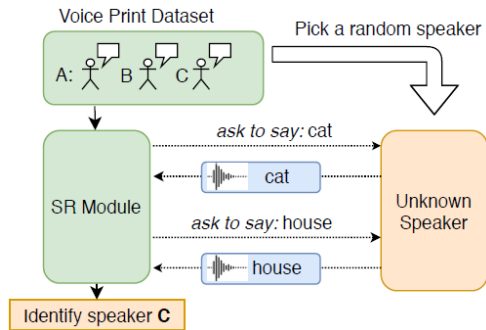 Voice Print Dataset
Pick a random speaker
A: B C
ask to say: cat
cat
SR Module
Unknown
Speaker
ask to say: house
house
Identify speaker C